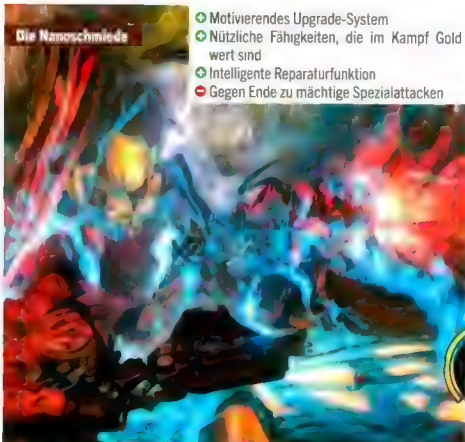 Die Nanoschmiede
Motivierendes Upgrade-System
Nützliche Fähigkeiten, die im Kampf Gold
wert sind
Intelligente Reparaturfunktion
Gegen Ende zu mächtige Spezialattacken